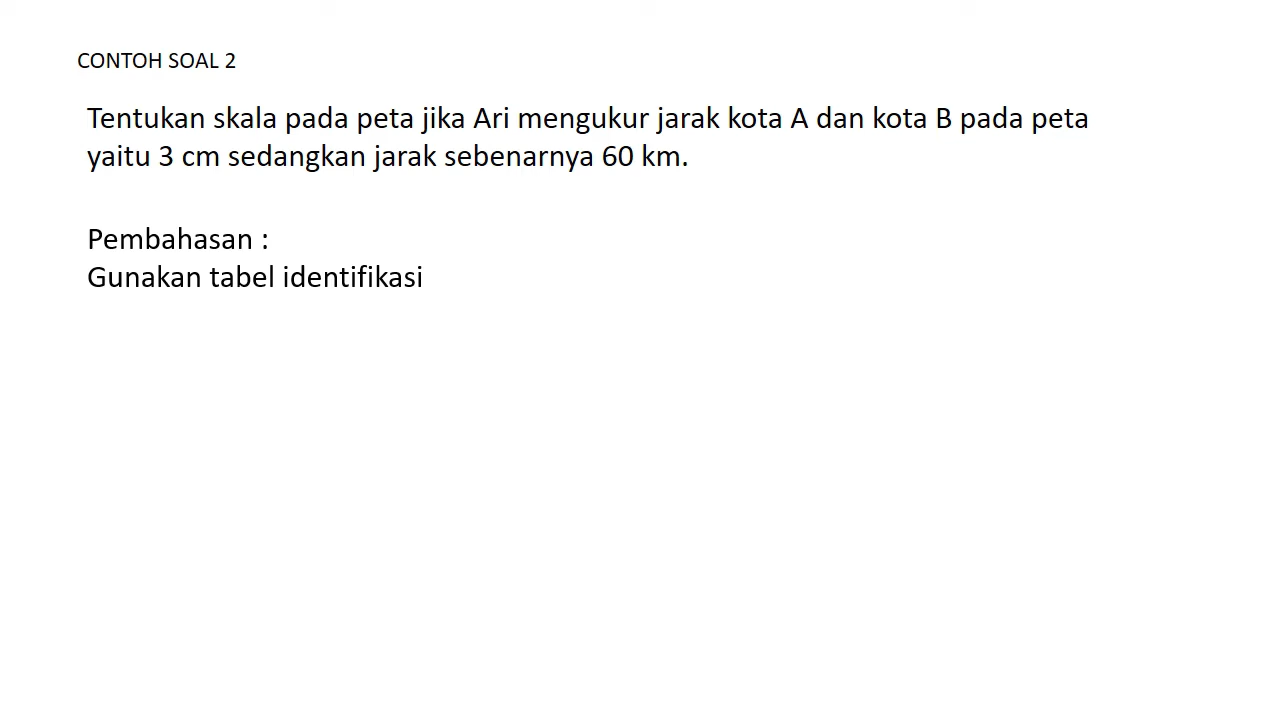 CONTOH SOAL 2
Tentukan skala pada peta jika Ari mengukur jarak kota A dan kota B pada peta
yaitu 3 cm sedangkan jarak sebenarnya 60 km.
Pembahasan :
Gunakan tabel identifikasi